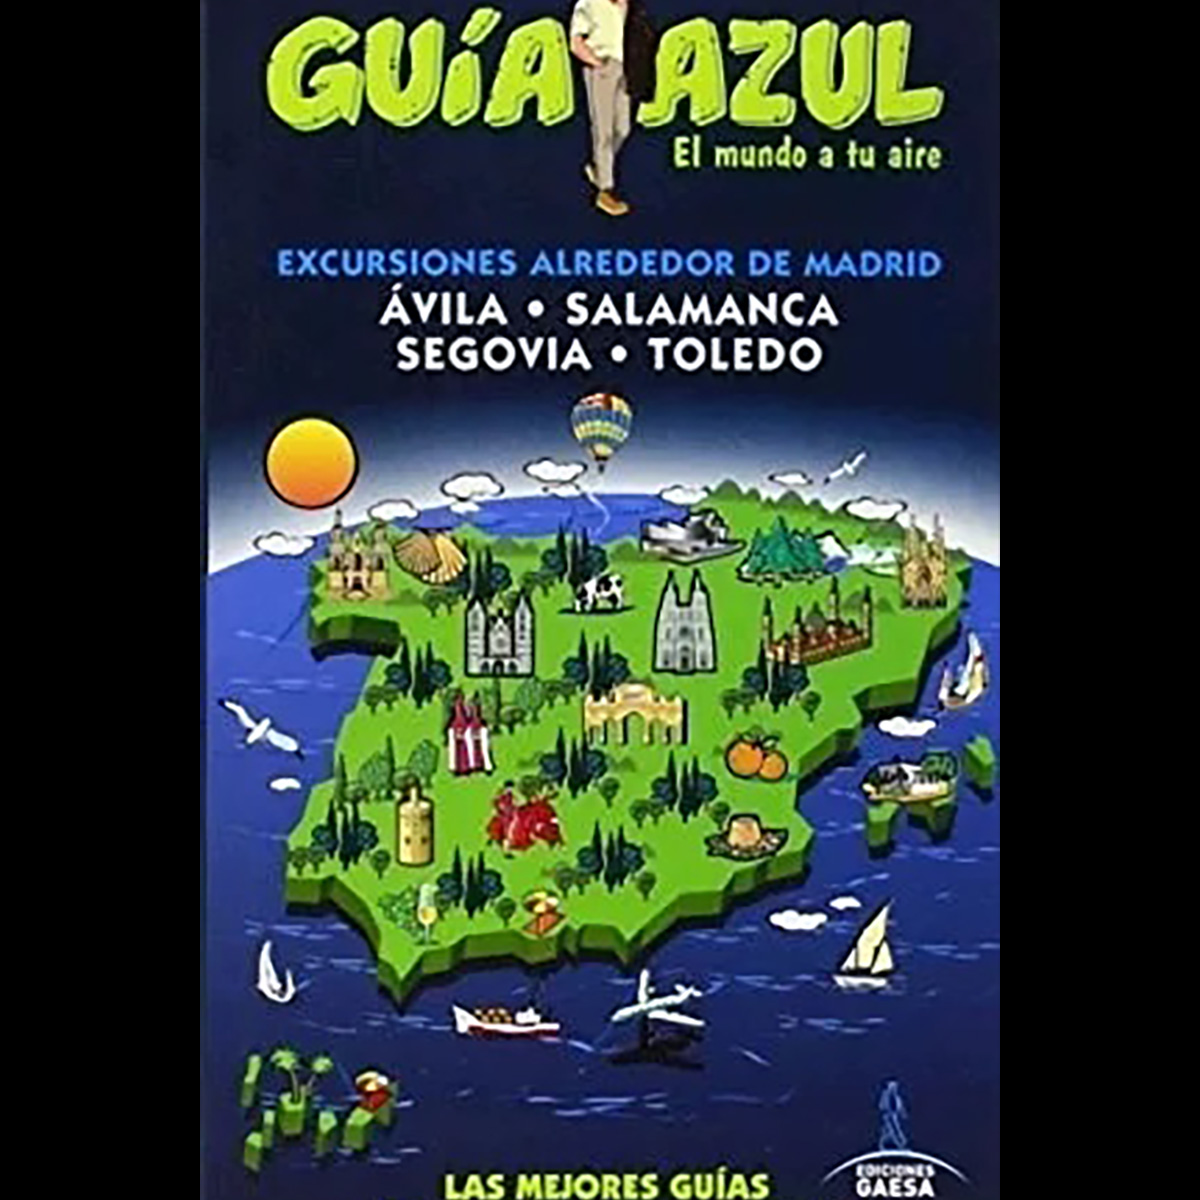 GUÍA AZUL
El mundo a tu aire
EXCURSIONES ALREDEDOR DE MADRID
ÁVILA • SALAMANCA
SEGOVIA • TOLEDO
LAS MEJORES GUÍAS
EDICIONES
GAESA